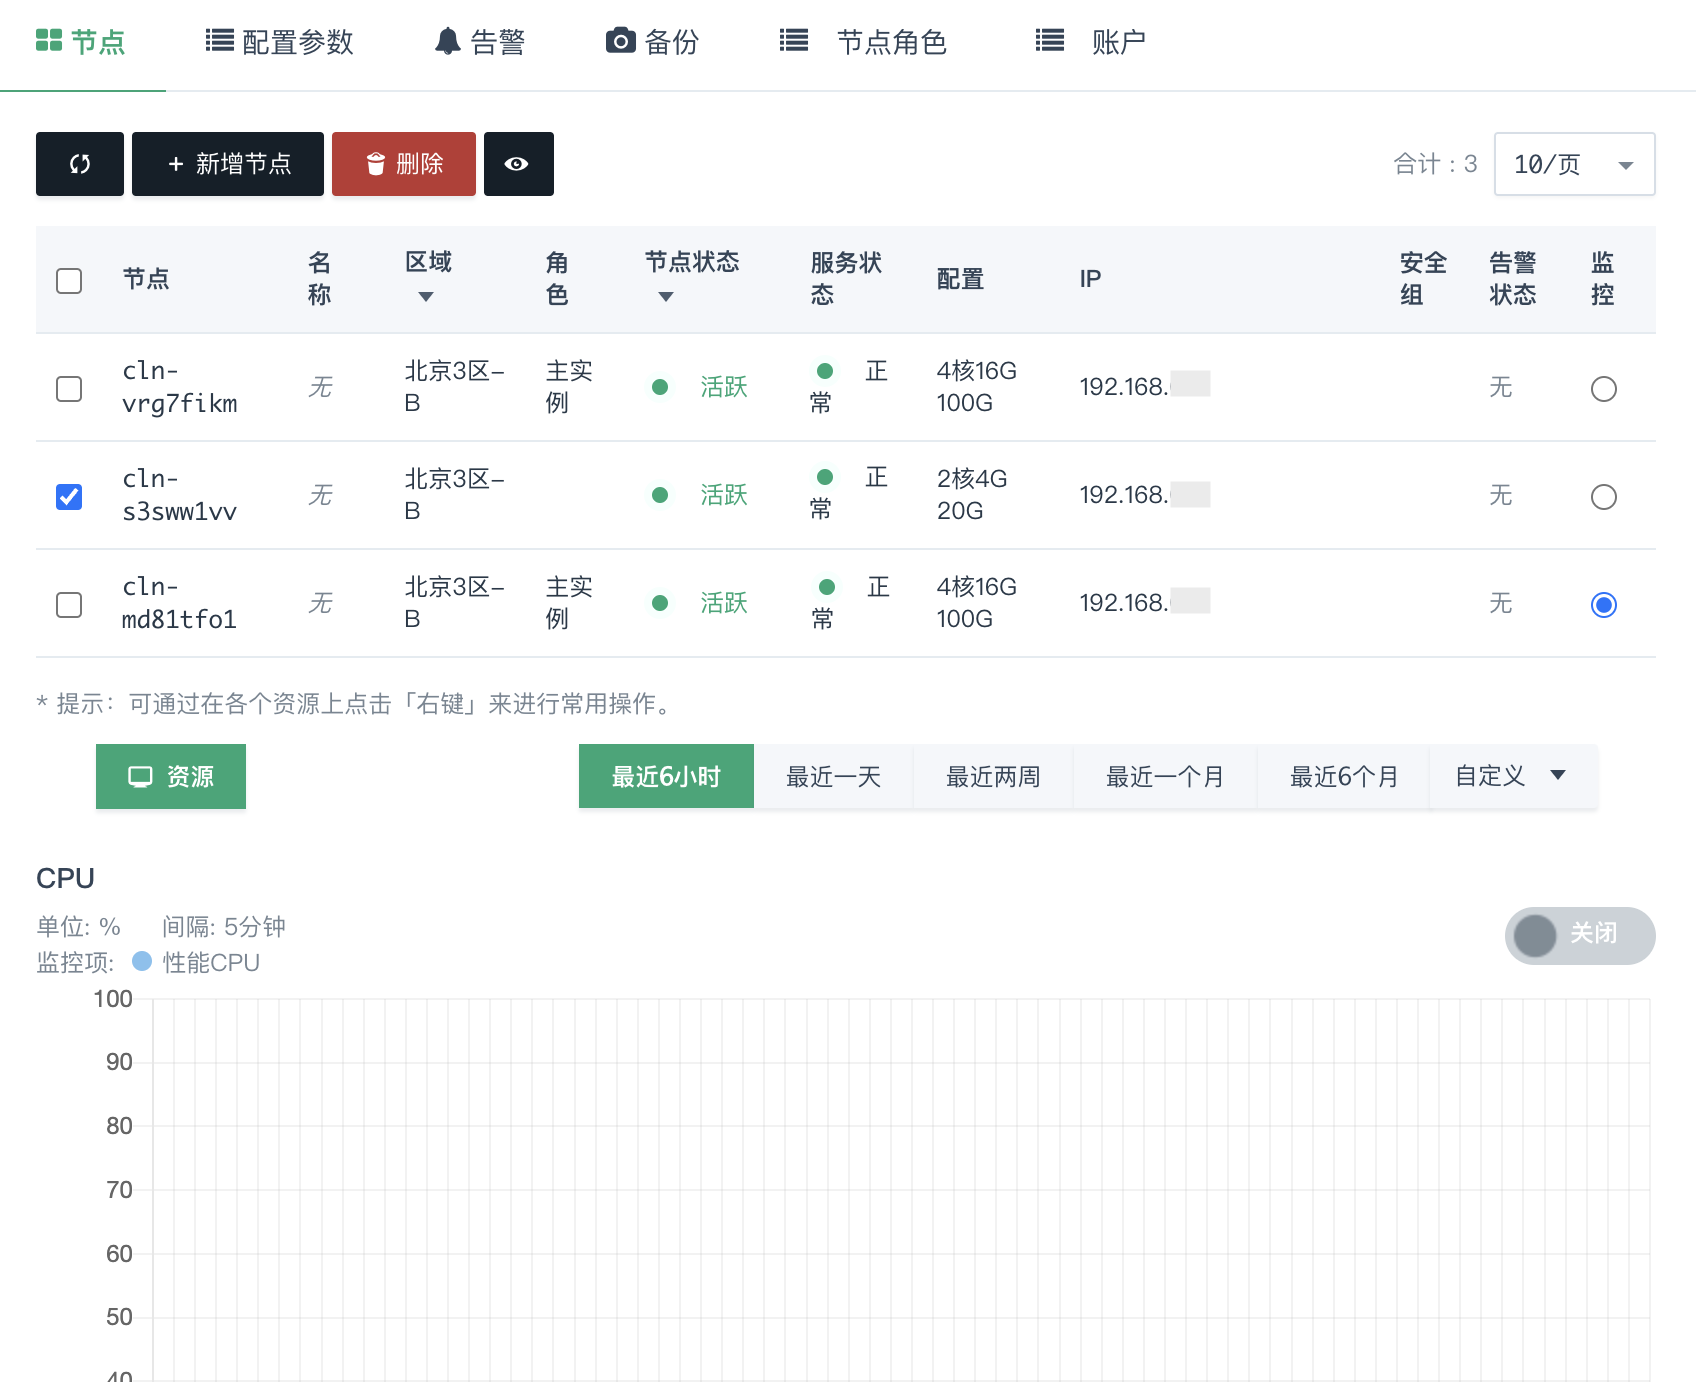 节点 配置参数 告警 备份 节点角色 账户
+ 新增节点 删除 合计：3 10/页
节点 名称 区域 角色 节点状态 服务状态 配置 IP 安全组 告警状态 监控
cln-vrg7fikm 无 北京3区-B 主实例 活跃 正常 4核16G 100G 192.168. 无
cln-s3sww1vv 无 北京3区-B 活跃 正常 2核4G 20G 192.168. 无
cln-md81tfo1 无 北京3区-B 主实例 活跃 正常 4核16G 100G 192.168. 无
* 提示：可通过在各个资源上点击「右键」来进行常用操作。
资源 最近6小时 最近一天 最近两周 最近一个月 最近6个月 自定义
CPU
单位: % 间隔: 5分钟
关闭
监控项: 性能CPU
100
90
80
70
60
50
40